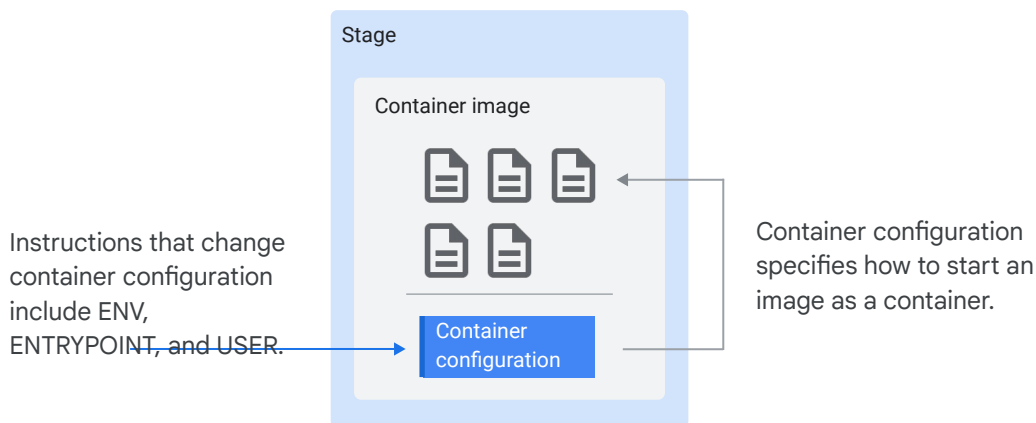 Stage
Container image
Instructions that change
container configuration
include ENV,
ENTRYPOINT, and USER.
Container
configuration
Container configuration
specifies how to start an
image as a container.